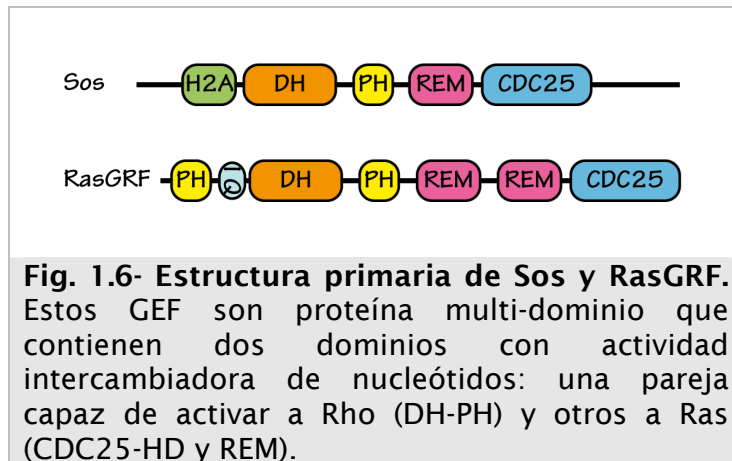 Sos H2A DH PH REM CDC25
RasGRF PH IQ DH PH REM REM CDC25
Fig. 1.6- Estructura primaria de Sos y RasGRF.
Estos GEF son proteína multi-dominio que
contienen dos dominios con actividad
intercambiadora de nucleótidos: una pareja
capaz de activar a Rho (DH-PH) y otros a Ras
(CDC25-HD y REM).